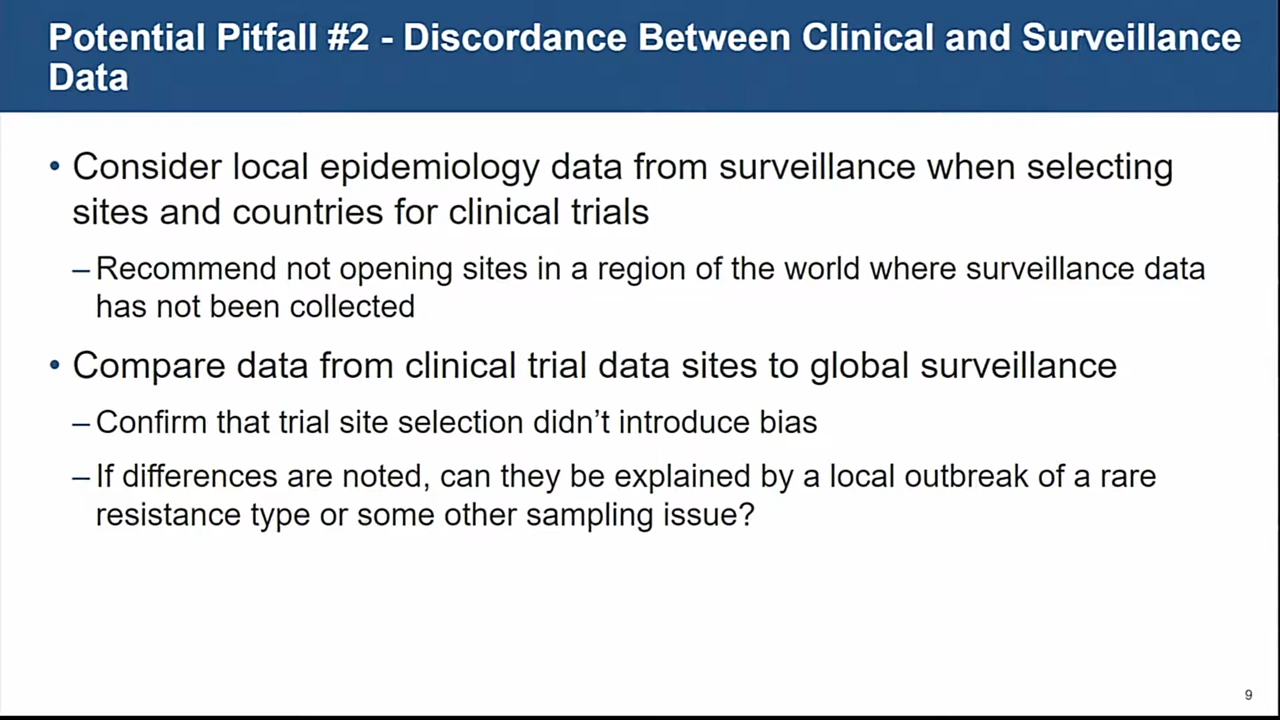 Potential Pitfall #2 - Discordance Between Clinical and Surveillance
Data
• Consider local epidemiology data from surveillance when selecting
sites and countries for clinical trials
– Recommend not opening sites in a region of the world where surveillance data
has not been collected
• Compare data from clinical trial data sites to global surveillance
– Confirm that trial site selection didn’t introduce bias
– If differences are noted, can they be explained by a local outbreak of a rare
resistance type or some other sampling issue?
9